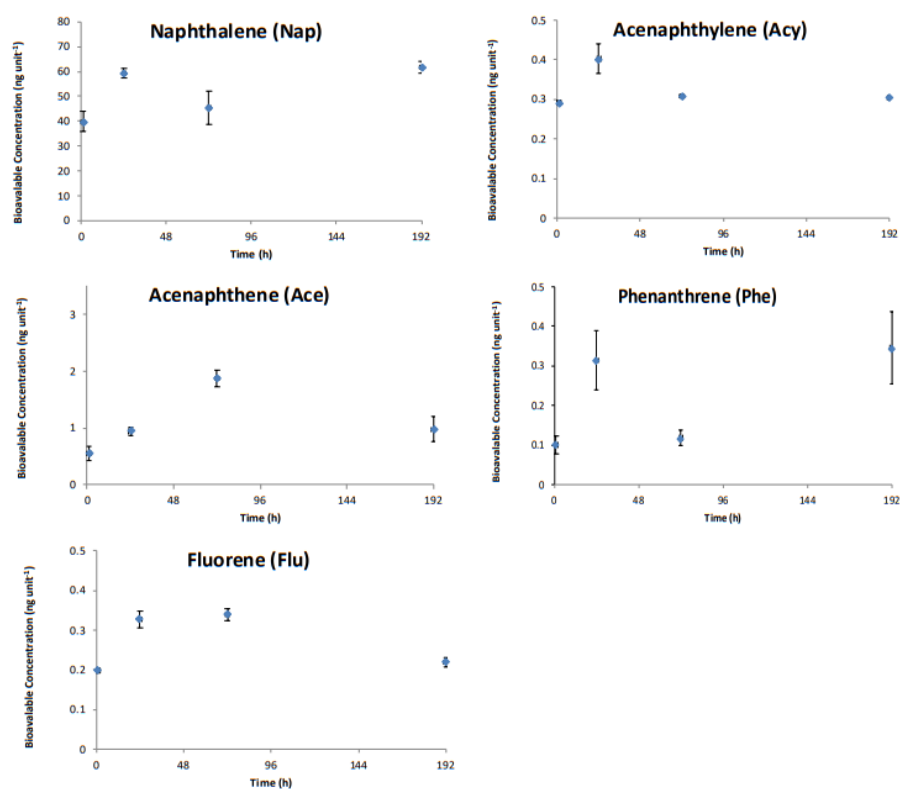 Naphthalene (Nap)
Bioavalable Concentration (ng unit⁻¹)
80
70
60
50
40
30
20
10
0
0 48 96 144 192
Time (h)
Acenaphthylene (Acy)
Bioavalable Concentration (ng unit⁻¹)
0.5
0.4
0.3
0.2
0.1
0
0 48 96 144 192
Time (h)
Acenaphthene (Ace)
Bioavalable Concentration (ng unit⁻¹)
3
2
1
0
0 48 96 144 192
Time (h)
Phenanthrene (Phe)
Bioavalable Concentration (ng unit⁻¹)
0.5
0.4
0.3
0.2
0.1
0
0 48 96 144 192
Time (h)
Fluorene (Flu)
Bioavalable Concentration (ng unit⁻¹)
0.5
0.4
0.3
0.2
0.1
0
0 48 96 144 192
Time (h)